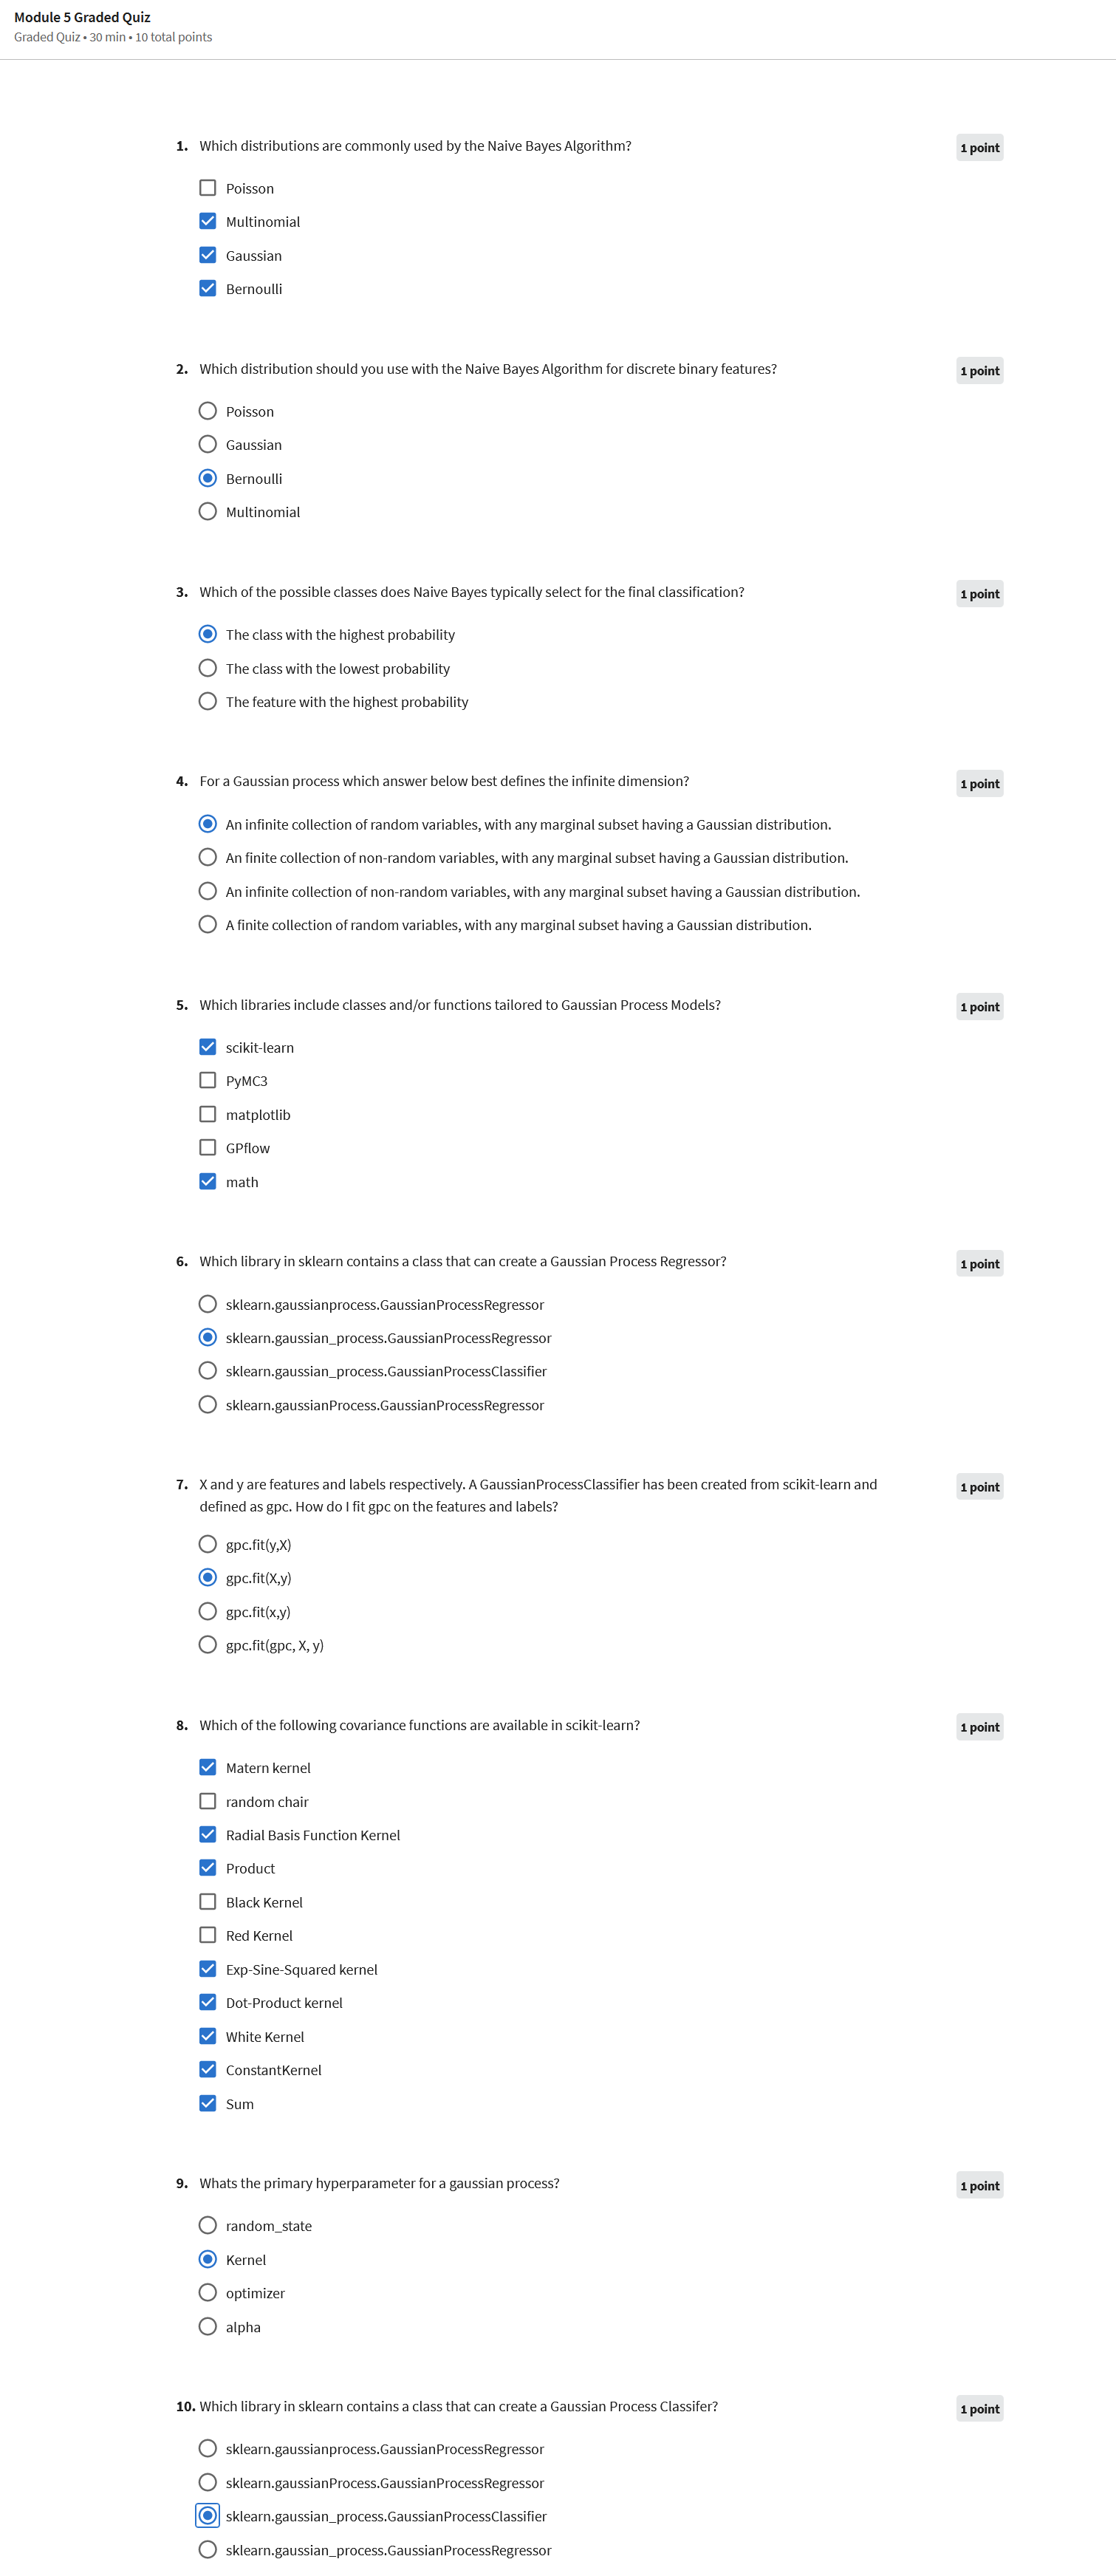 Module 5 Graded Quiz
Graded Quiz • 30 min • 10 total points
1. Which distributions are commonly used by the Naive Bayes Algorithm?
1 point
Poisson
Multinomial
Gaussian
Bernoulli
2. Which distribution should you use with the Naive Bayes Algorithm for discrete binary features?
1 point
Poisson
Gaussian
Bernoulli
Multinomial
3. Which of the possible classes does Naive Bayes typically select for the final classification?
1 point
The class with the highest probability
The class with the lowest probability
The feature with the highest probability
4. For a Gaussian process which answer below best defines the infinite dimension?
1 point
An infinite collection of random variables, with any marginal subset having a Gaussian distribution.
An finite collection of non-random variables, with any marginal subset having a Gaussian distribution.
An infinite collection of non-random variables, with any marginal subset having a Gaussian distribution.
A finite collection of random variables, with any marginal subset having a Gaussian distribution.
5. Which libraries include classes and/or functions tailored to Gaussian Process Models?
1 point
scikit-learn
PyMC3
matplotlib
GPflow
math
6. Which library in sklearn contains a class that can create a Gaussian Process Regressor?
1 point
sklearn.gaussianprocess.GaussianProcessRegressor
sklearn.gaussian_process.GaussianProcessRegressor
sklearn.gaussian_process.GaussianProcessClassifier
sklearn.gaussianProcess.GaussianProcessRegressor
7. X and y are features and labels respectively. A GaussianProcessClassifier has been created from scikit-learn and
1 point
defined as gpc. How do I fit gpc on the features and labels?
gpc.fit(y,X)
gpc.fit(X,y)
gpc.fit(x,y)
gpc.fit(gpc, X, y)
8. Which of the following covariance functions are available in scikit-learn?
1 point
Matern kernel
random chair
Radial Basis Function Kernel
Product
Black Kernel
Red Kernel
Exp-Sine-Squared kernel
Dot-Product kernel
White Kernel
ConstantKernel
Sum
9. Whats the primary hyperparameter for a gaussian process?
1 point
random_state
Kernel
optimizer
alpha
10. Which library in sklearn contains a class that can create a Gaussian Process Classifer?
1 point
sklearn.gaussianprocess.GaussianProcessRegressor
sklearn.gaussianProcess.GaussianProcessRegressor
sklearn.gaussian_process.GaussianProcessClassifier
sklearn.gaussian_process.GaussianProcessRegressor